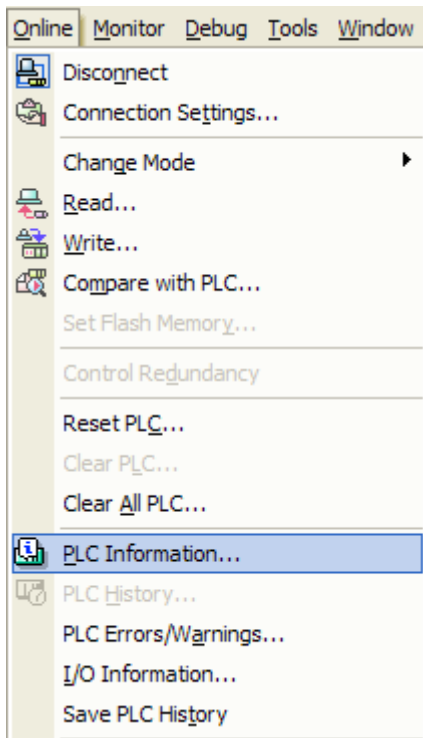 Online Monitor Debug Tools Window
Disconnect
Connection Settings...
Change Mode
Read...
Write...
Compare with PLC...
Set Flash Memory...
Control Redundancy
Reset PLC...
Clear PLC...
Clear All PLC...
PLC Information...
PLC History...
PLC Errors/Warnings...
I/O Information...
Save PLC History